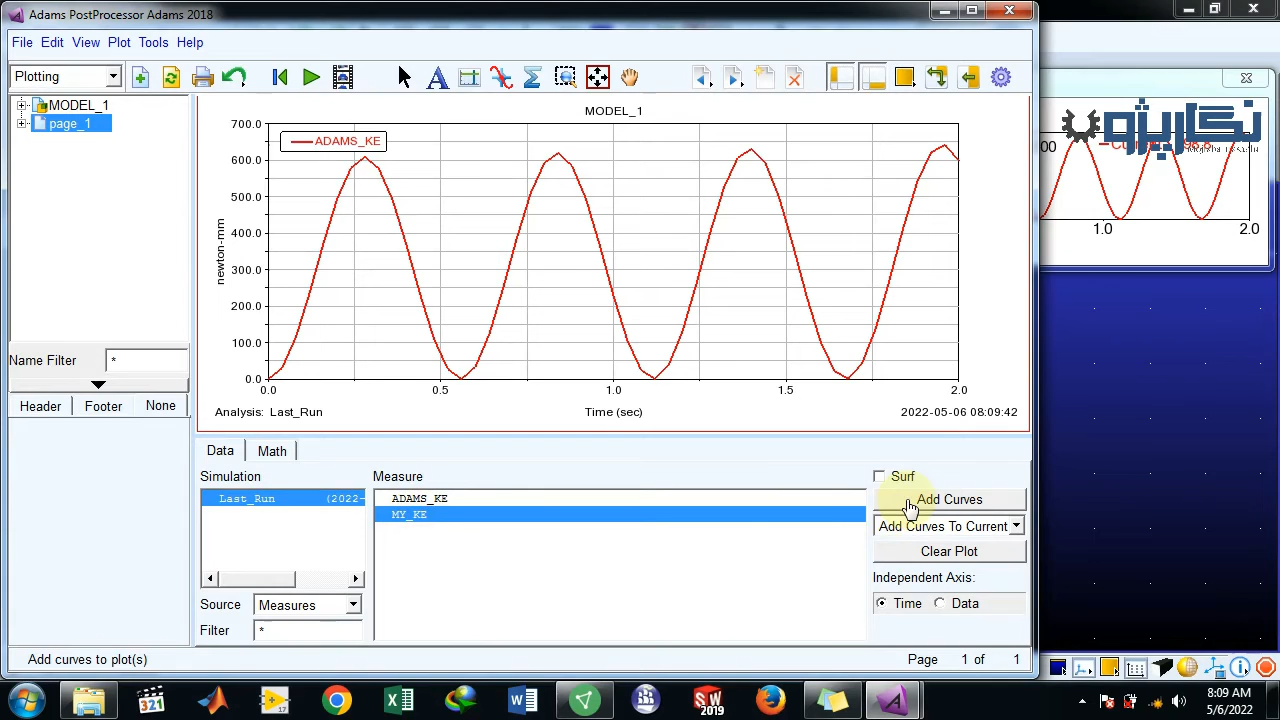 Adams PostProcessor Adams 2018
File Edit View Plot Tools Help
Plotting
MODEL_1
page_1
Name Filter *
Header Footer None
MODEL_1
ADAMS_KE
700.0
600.0
500.0
400.0
300.0
200.0
100.0
0.0
newton-mm
0.0 0.5 1.0 1.5 2.0
Analysis: Last_Run Time (sec) 2022-05-06 08:09:42
نگارپژوه
1.0 2.0
Data Math
Simulation
Last_Run (2022-
Source Measures
Filter *
Measure
ADAMS_KE
MY_KE
Surf
Add Curves
Add Curves To Current
Clear Plot
Independent Axis:
Time Data
Add curves to plot(s)
Page 1 of 1
321
17
SW
2019
8:09 AM
5/6/2022